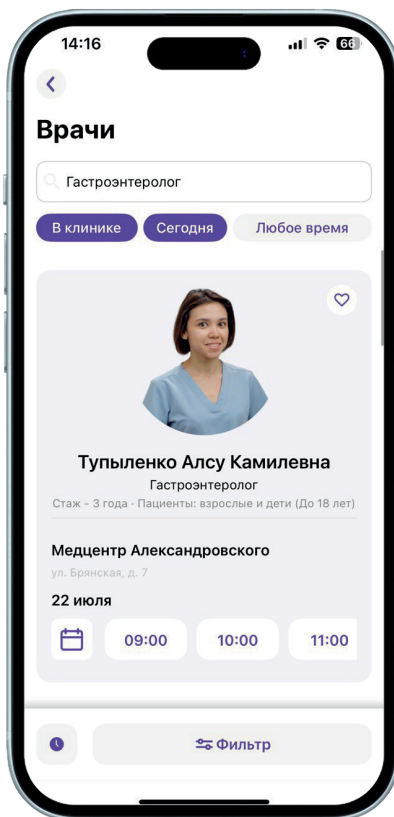 14:16
66
Врачи
Гастроэнтеролог
В клинике Сегодня Любое время
Тупыленко Алсу Камилевна
Гастроэнтеролог
Стаж - 3 года · Пациенты: взрослые и дети (До 18 лет)
Медцентр Александровского
ул. Брянская, д. 7
22 июля
09:00 10:00 11:00
Фильтр